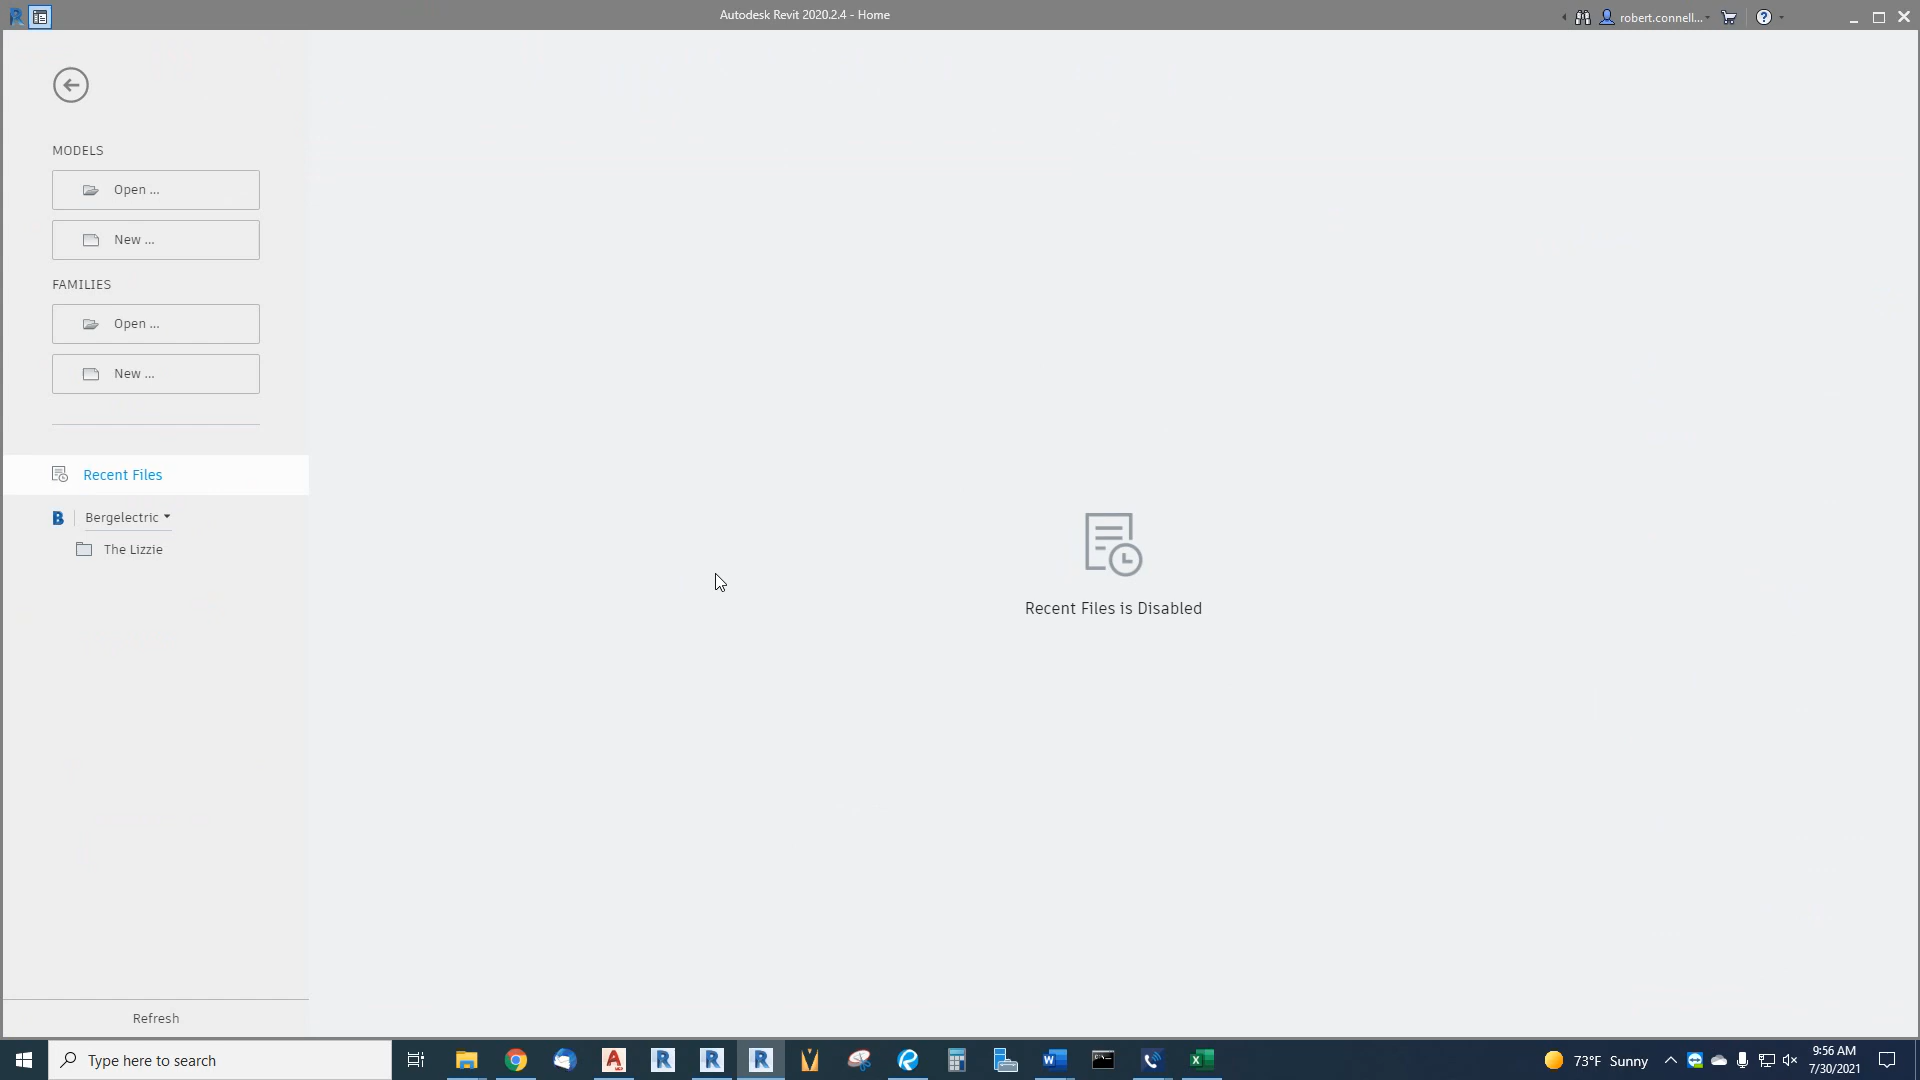 Autodesk Revit 2020.2.4 - Home
robert.connell...
MODELS
Open ...
New ...
FAMILIES
Open ...
New ...
Recent Files
B
Bergelectric
The Lizzie
Recent Files is Disabled
Refresh
Type here to search
73°F Sunny
9:56 AM
7/30/2021